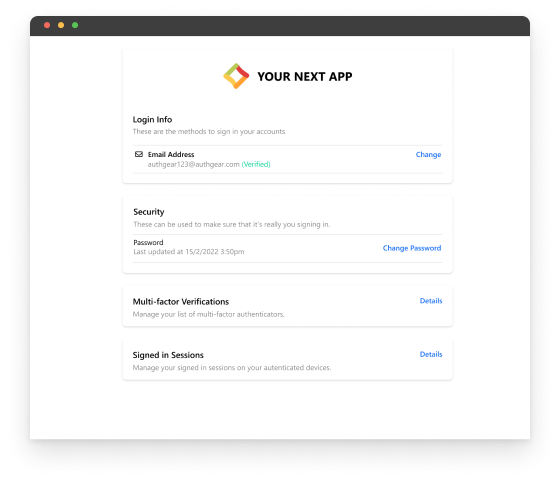 YOUR NEXT APP
Login Info
These are the methods to sign in your accounts
Email Address
Change
authgear123@authgear.com (Verified)
Security
These can be used to make sure that it's really you signing in.
Password
Last updated at 15/2/2022 3:50pm
Change Password
Multi-factor Verifications
Details
Manage your list of multi-factor authenticators.
Signed in Sessions
Details
Manage your signed in sessions on your autenticated devices.